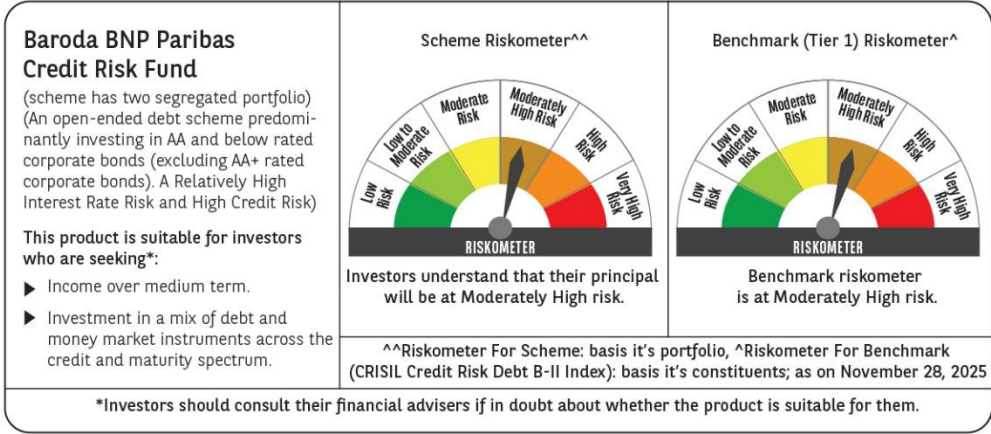 Baroda BNP Paribas
Credit Risk Fund
(scheme has two segregated portfolio)
(An open-ended debt scheme predomi-
nantly investing in AA and below rated
corporate bonds (excluding AA+ rated
corporate bonds). A Relatively High
Interest Rate Risk and High Credit Risk)
This product is suitable for investors
who are seeking*:
▶ Income over medium term.
▶ Investment in a mix of debt and
money market instruments across the
credit and maturity spectrum.
Scheme Riskometer^^
Low
Risk
Low to
Moderate
Risk
Moderate
Risk
Moderately
High Risk
High
Risk
Very High
Risk
RISKOMETER
Investors understand that their principal
will be at Moderately High risk.
Benchmark (Tier 1) Riskometer^
Low
Risk
Low to
Moderate
Risk
Moderate
Risk
Moderately
High Risk
High
Risk
Very High
Risk
RISKOMETER
Benchmark riskometer
is at Moderately High risk.
^^Riskometer For Scheme: basis it's portfolio, ^Riskometer For Benchmark
(CRISIL Credit Risk Debt B-II Index): basis it's constituents; as on November 28, 2025
*Investors should consult their financial advisers if in doubt about whether the product is suitable for them.